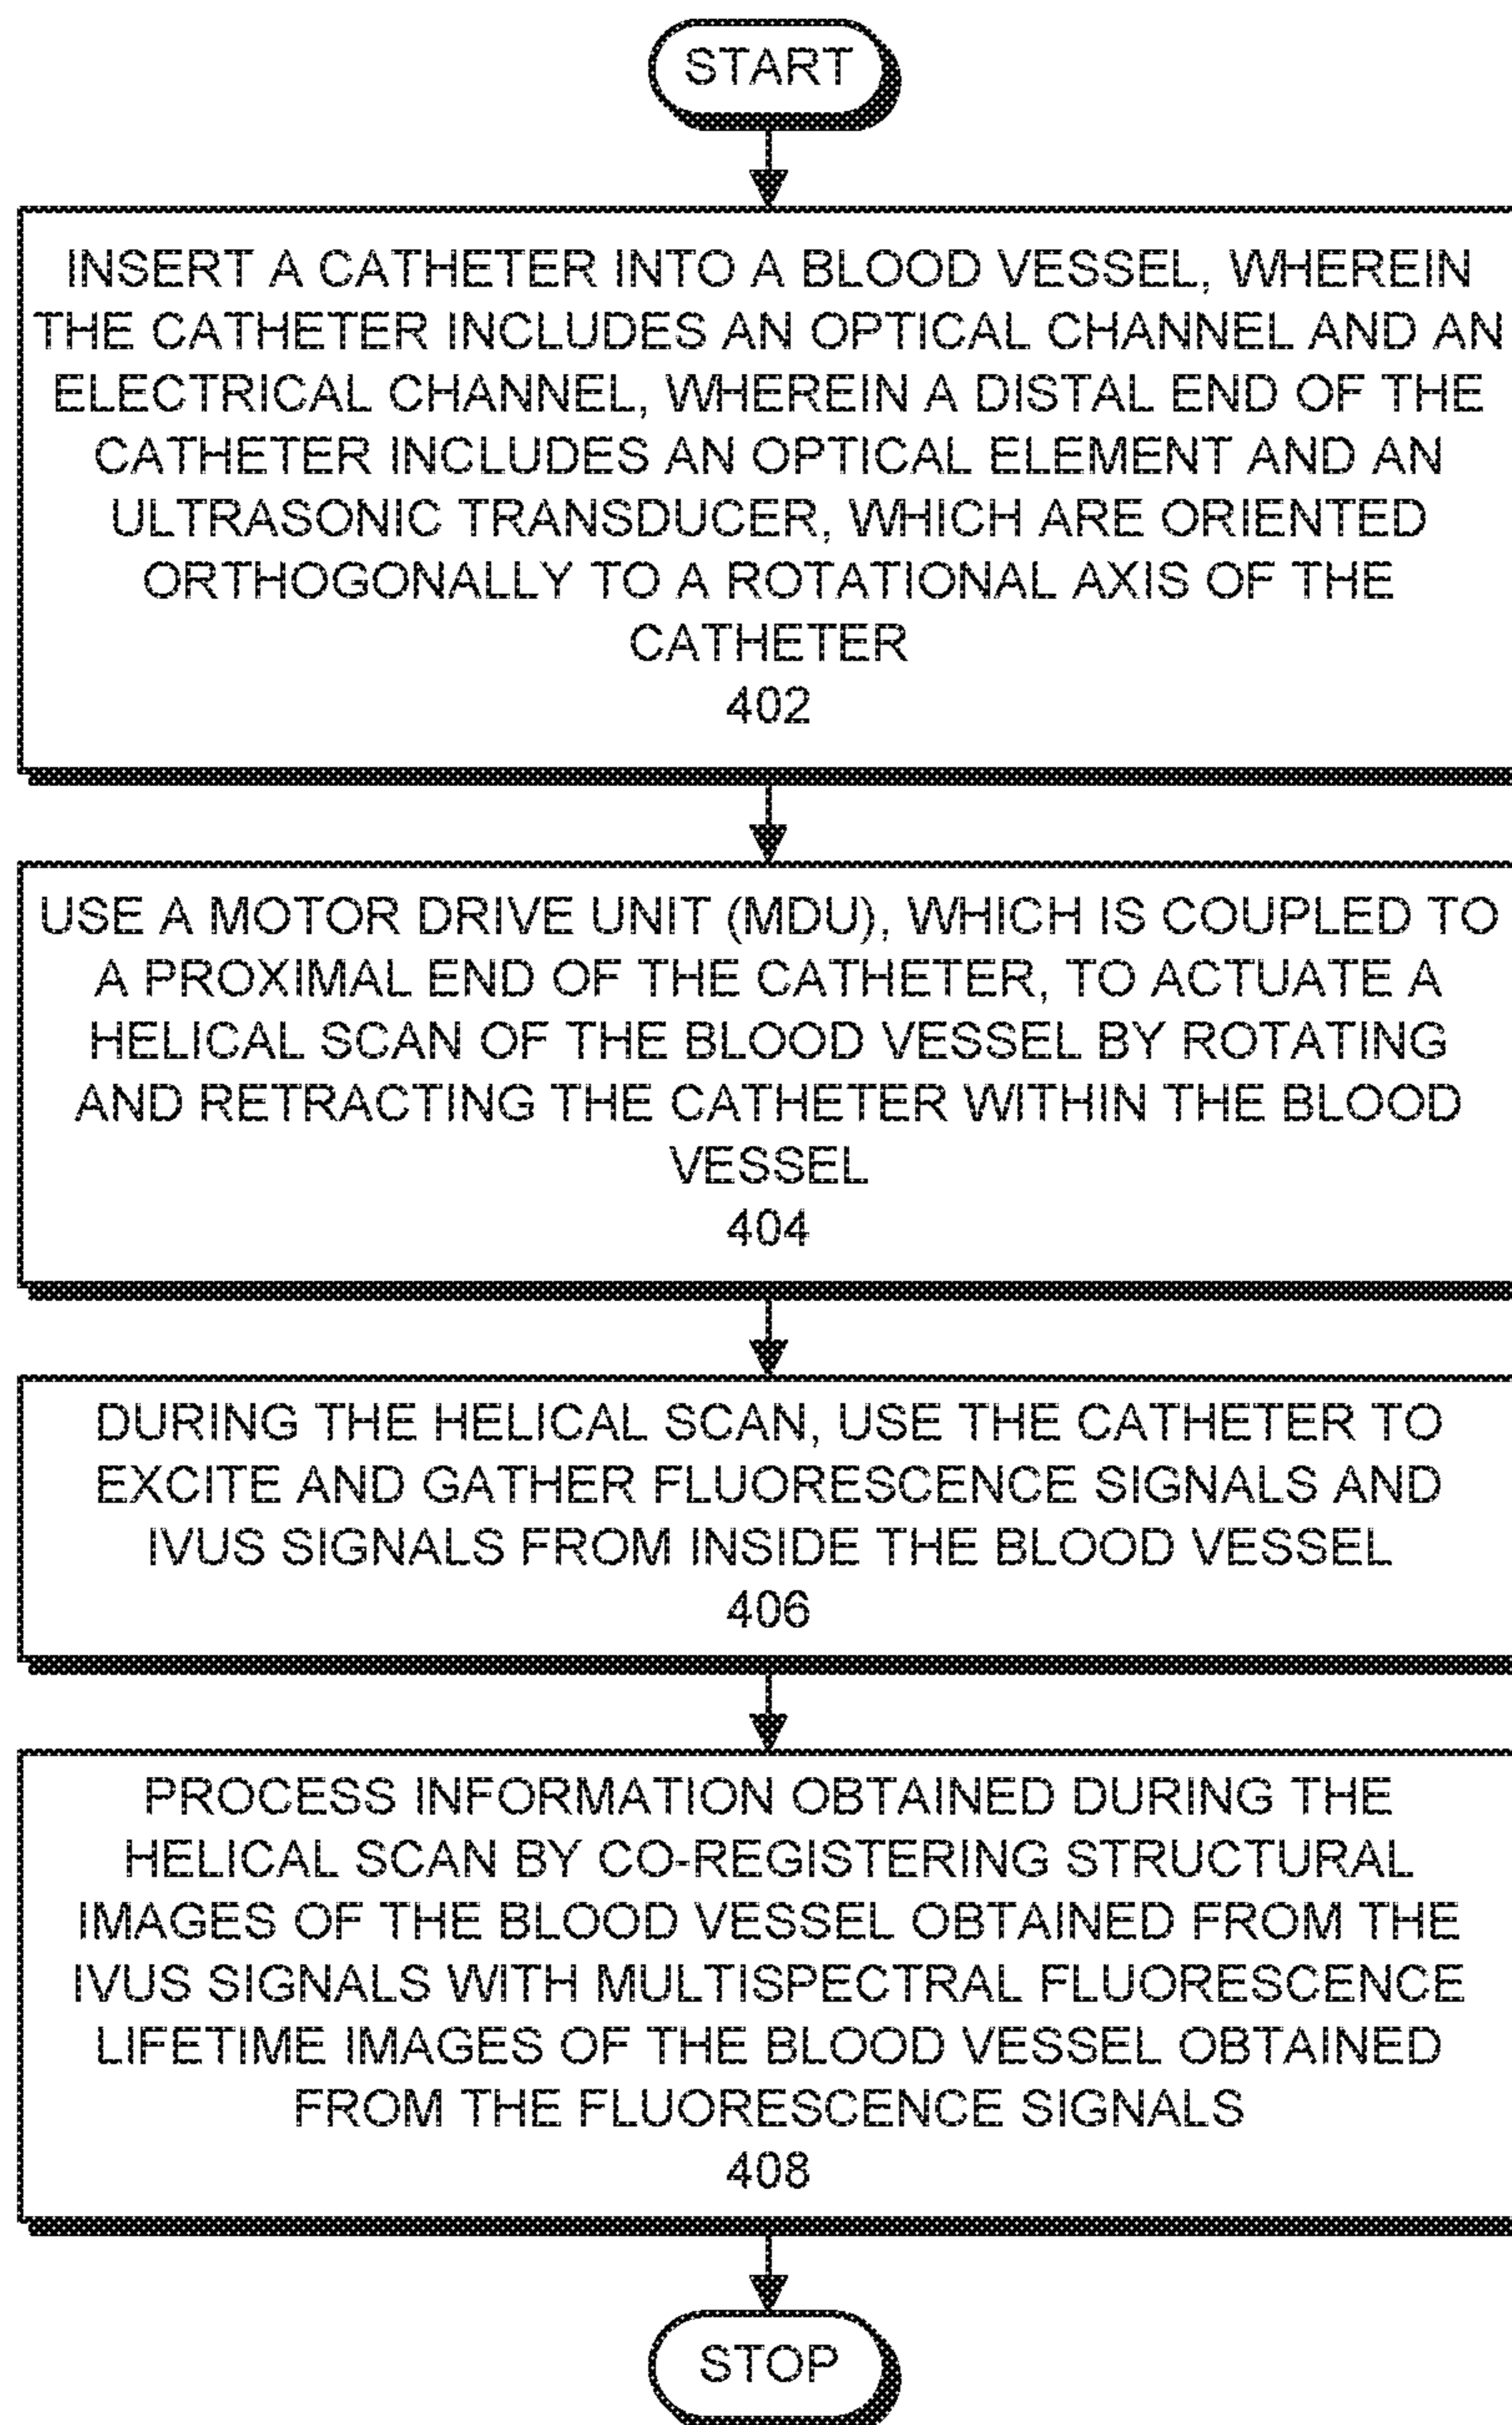 START
INSERT A CATHETER INTO A BLOOD VESSEL, WHEREIN
THE CATHETER INCLUDES AN OPTICAL CHANNEL AND AN
ELECTRICAL CHANNEL, WHEREIN A DISTAL END OF THE
CATHETER INCLUDES AN OPTICAL ELEMENT AND AN
ULTRASONIC TRANSDUCER, WHICH ARE ORIENTED
ORTHOGONALLY TO A ROTATIONAL AXIS OF THE
CATHETER
402
USE A MOTOR DRIVE UNIT (MDU), WHICH IS COUPLED TO
A PROXIMAL END OF THE CATHETER, TO ACTUATE A
HELICAL SCAN OF THE BLOOD VESSEL BY ROTATING
AND RETRACTING THE CATHETER WITHIN THE BLOOD
VESSEL
404
DURING THE HELICAL SCAN, USE THE CATHETER TO
EXCITE AND GATHER FLUORESCENCE SIGNALS AND
IVUS SIGNALS FROM INSIDE THE BLOOD VESSEL
406
PROCESS INFORMATION OBTAINED DURING THE
HELICAL SCAN BY CO-REGISTERING STRUCTURAL
IMAGES OF THE BLOOD VESSEL OBTAINED FROM THE
IVUS SIGNALS WITH MULTISPECTRAL FLUORESCENCE
LIFETIME IMAGES OF THE BLOOD VESSEL OBTAINED
FROM THE FLUORESCENCE SIGNALS
408
STOP